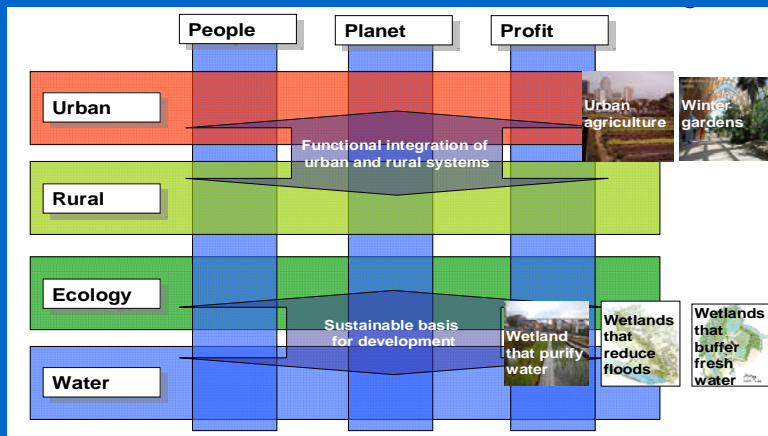 People
Planet
Profit
Urban
Urban
agriculture
Winter
gardens
Functional integration of
urban and rural systems
Rural
Ecology
Sustainable basis
for development
Wetland
that purify
water
Wetlands
that
reduce
floods
Wetlands
that
buffer
fresh
water
Water